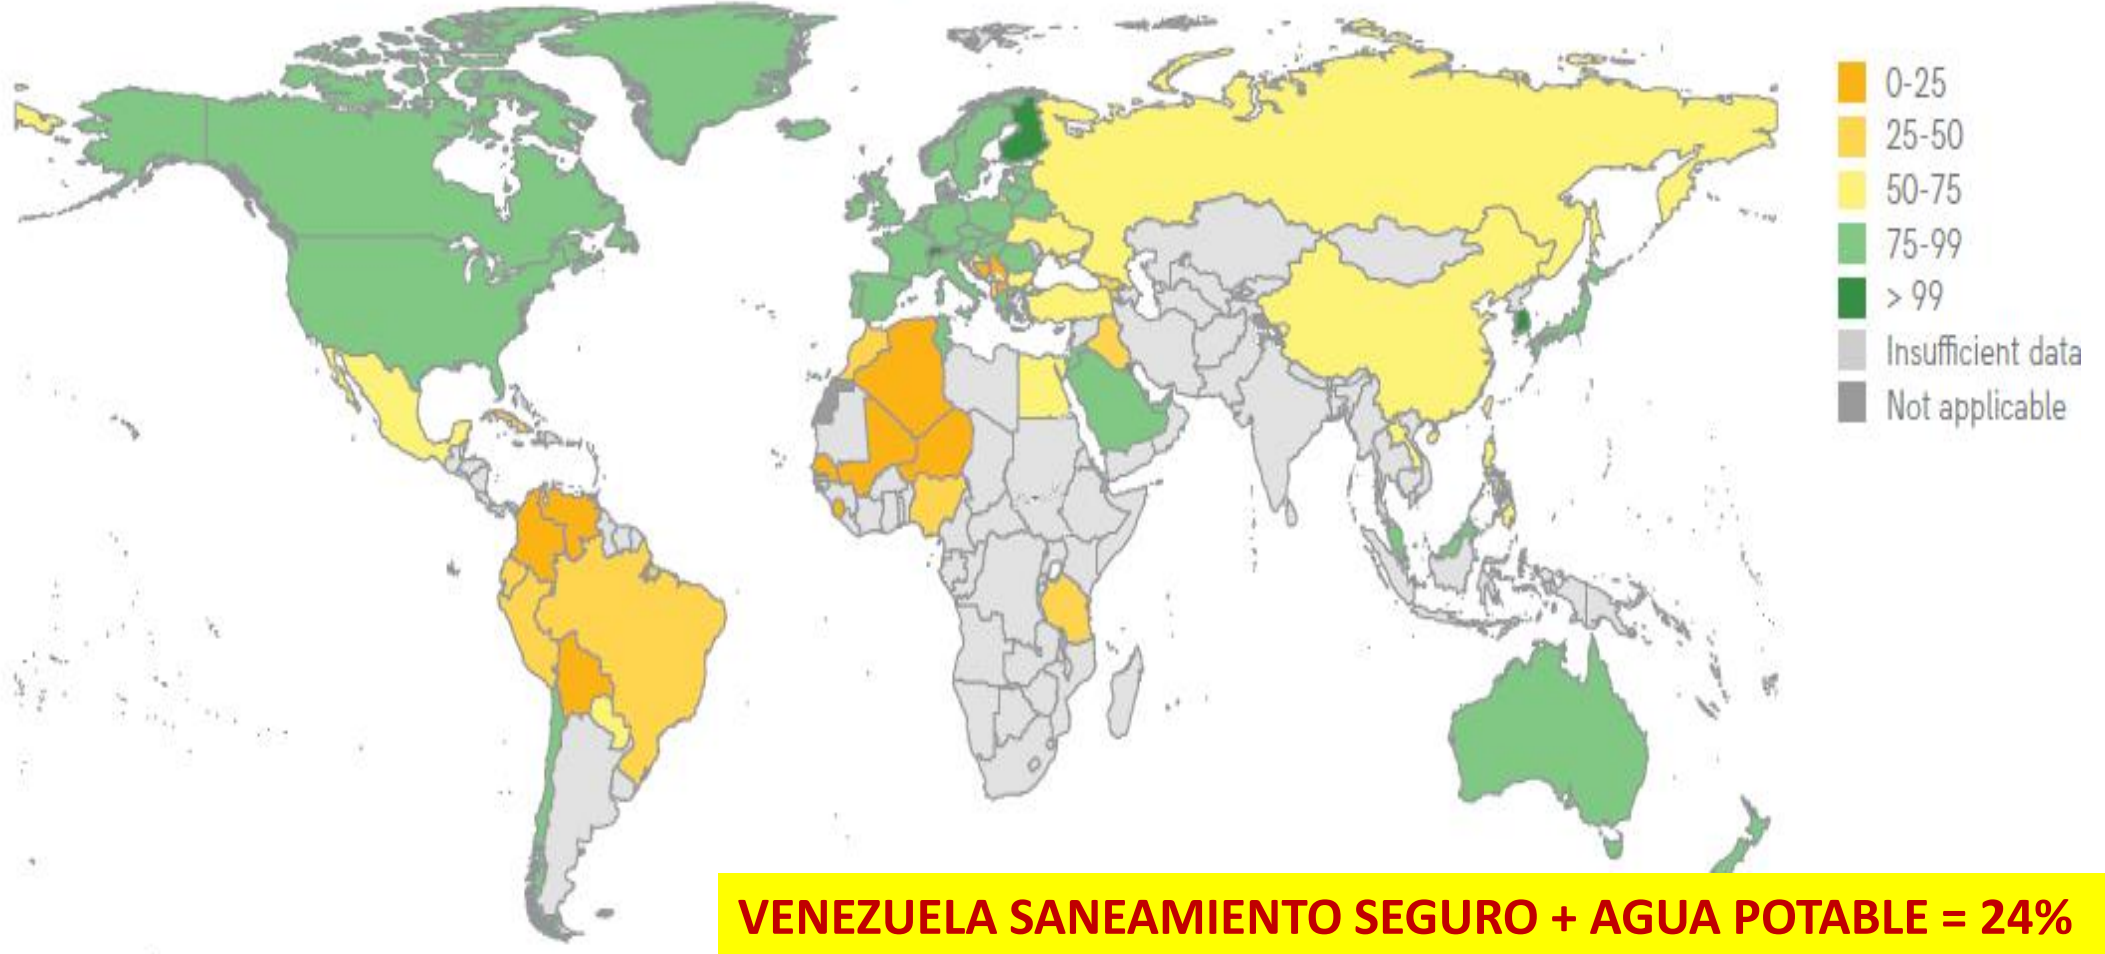 0-25
25-50
50-75
75-99
> 99
Insufficient data
Not applicable
VENEZUELA SANEAMIENTO SEGURO + AGUA POTABLE = 24%